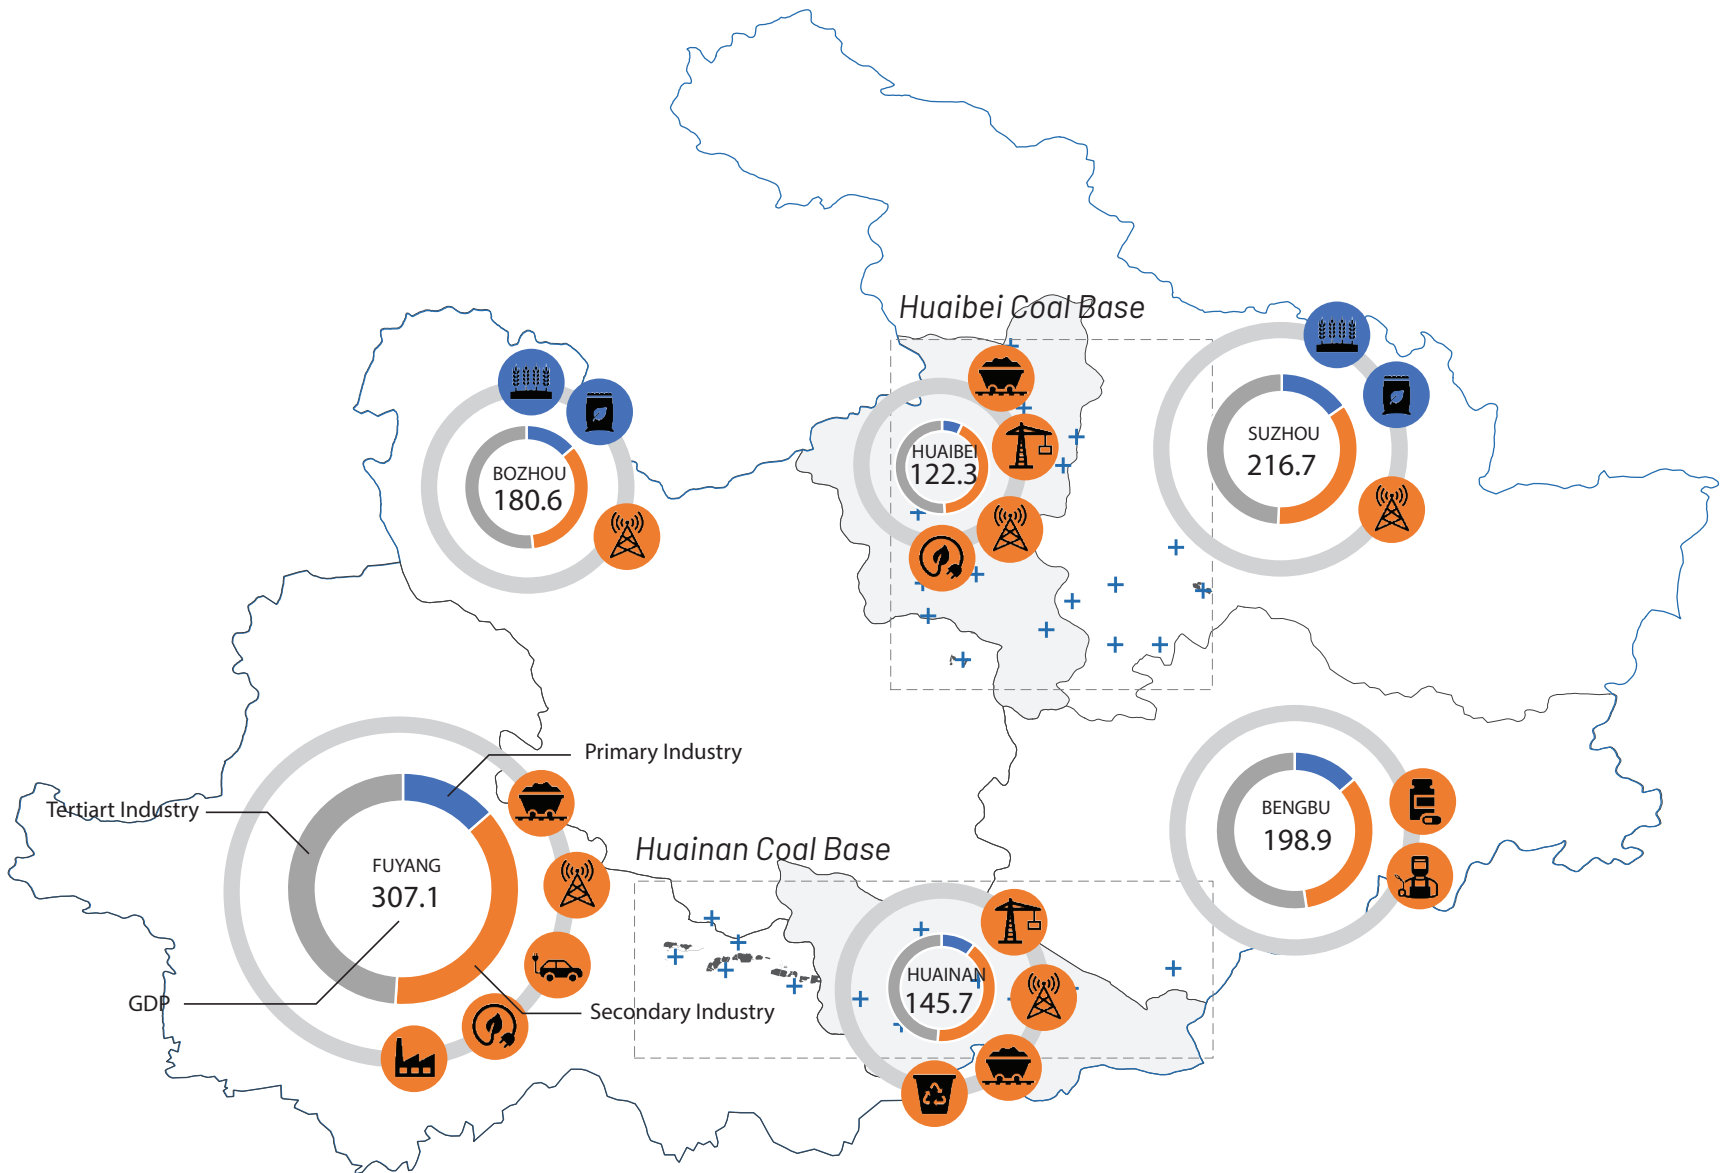 Huaibei Coal Base
SUZHOU
216.7
HUAIBEI
122.3
BOZHOU
180.6
Primary Industry
Tertiart Industry
BENGBU
198.9
Huainan Coal Base
FUYANG
307.1
HUAINAN
145.7
GDP
Secondary Industry